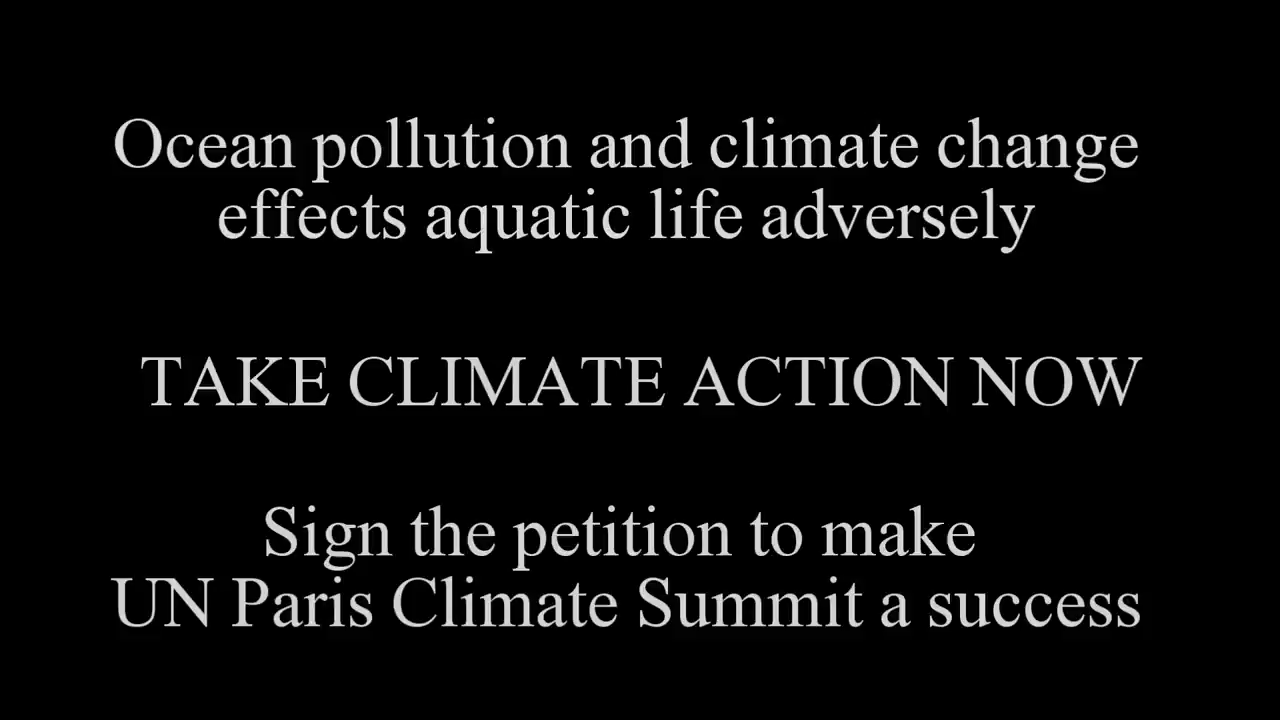 Ocean pollution and climate change
effects aquatic life adversely
TAKE CLIMATE ACTION NOW
Sign the petition to make
UN Paris Climate Summit a success